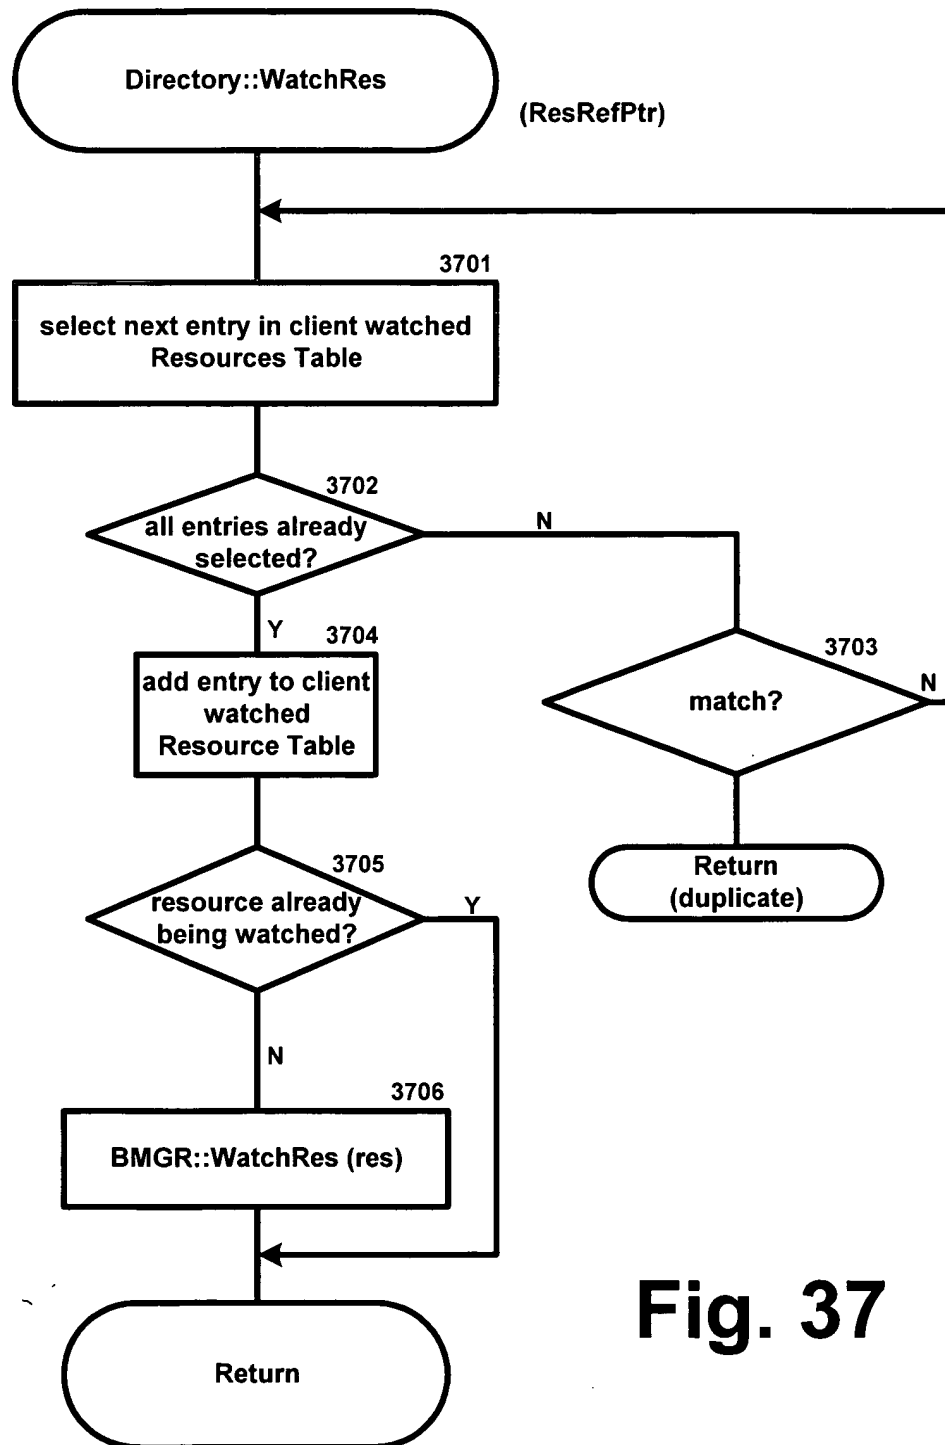 Directory::WatchRes
(ResRefPtr)
3701
select next entry in client watched
Resources Table
3702
all entries already
selected?
N
Y
3704
add entry to client
watched
Resource Table
3703
match?
N
Return
(duplicate)
3705
resource already
being watched?
Y
N
3706
BMGR::WatchRes (res)
Return
Fig. 37